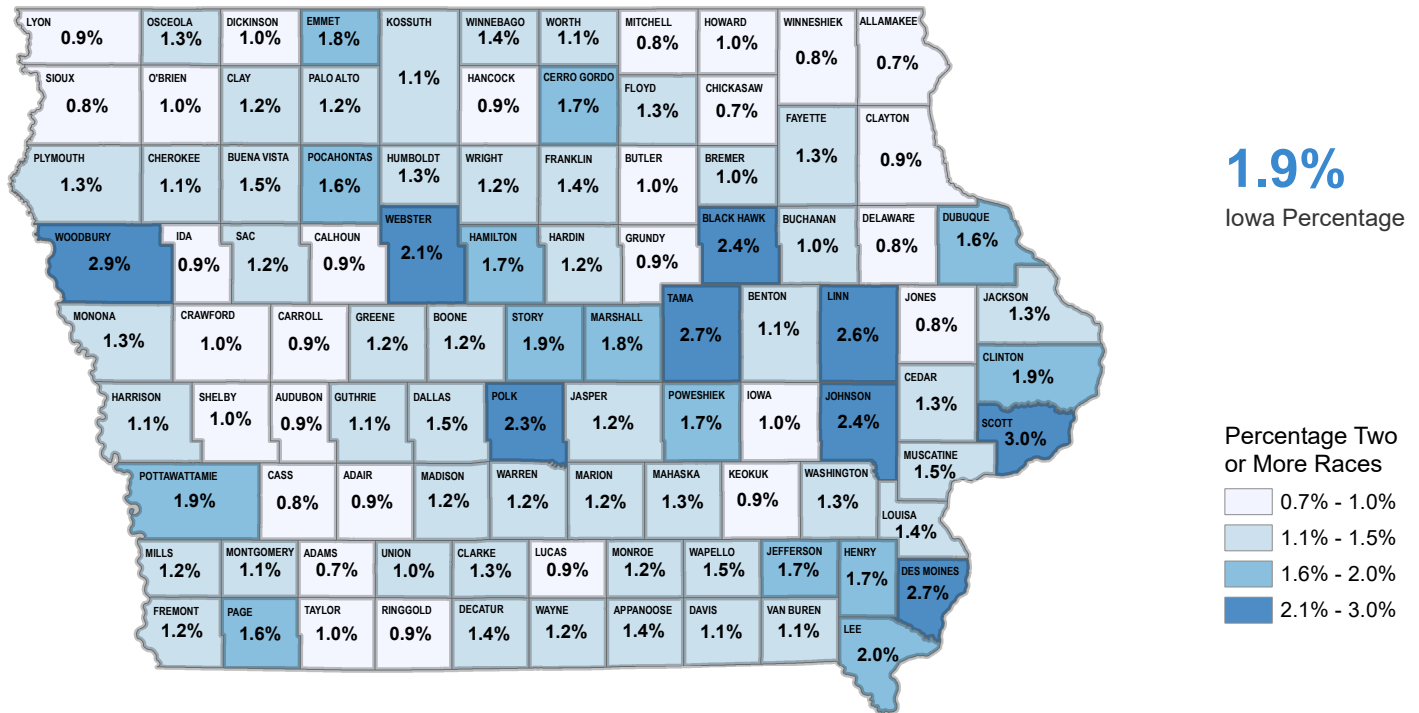 LYON
0.9%
OSCEOLA
1.3%
DICKINSON
1.0%
EMMET
1.8%
KOSSUTH
1.1%
WINNEBAGO
1.4%
WORTH
1.1%
MITCHELL
0.8%
HOWARD
1.0%
WINNESHIEK
0.8%
ALLAMAKEE
0.7%
SIOUX
0.8%
O'BRIEN
1.0%
CLAY
1.2%
PALO ALTO
1.2%
HANCOCK
0.9%
CERRO GORDO
1.7%
FLOYD
1.3%
CHICKASAW
0.7%
FAYETTE
1.3%
CLAYTON
0.9%
PLYMOUTH
1.3%
CHEROKEE
1.1%
BUENA VISTA
1.5%
POCAHONTAS
1.6%
HUMBOLDT
1.3%
WRIGHT
1.2%
FRANKLIN
1.4%
BUTLER
1.0%
BREMER
1.0%
1.9%
Iowa Percentage
WOODBURY
2.9%
IDA
0.9%
SAC
1.2%
CALHOUN
0.9%
WEBSTER
2.1%
HAMILTON
1.7%
HARDIN
1.2%
GRUNDY
0.9%
BLACK HAWK
2.4%
BUCHANAN
1.0%
DELAWARE
0.8%
DUBUQUE
1.6%
MONONA
1.3%
CRAWFORD
1.0%
CARROLL
0.9%
GREENE
1.2%
BOONE
1.2%
STORY
1.9%
MARSHALL
1.8%
TAMA
2.7%
BENTON
1.1%
LINN
2.6%
JONES
0.8%
JACKSON
1.3%
CLINTON
1.9%
HARRISON
1.1%
SHELBY
1.0%
AUDUBON
0.9%
GUTHRIE
1.1%
DALLAS
1.5%
POLK
2.3%
JASPER
1.2%
POWESHIEK
1.7%
IOWA
1.0%
JOHNSON
2.4%
CEDAR
1.3%
SCOTT
3.0%
MUSCATINE
1.5%
POTTAWATTAMIE
1.9%
CASS
0.8%
ADAIR
0.9%
MADISON
1.2%
WARREN
1.2%
MARION
1.2%
MAHASKA
1.3%
KEOKUK
0.9%
WASHINGTON
1.3%
LOUISA
1.4%
MILLS
1.2%
MONTGOMERY
1.1%
ADAMS
0.7%
UNION
1.0%
CLARKE
1.3%
LUCAS
0.9%
MONROE
1.2%
WAPELLO
1.5%
JEFFERSON
1.7%
HENRY
1.7%
DES MOINES
2.7%
FREMONT
1.2%
PAGE
1.6%
TAYLOR
1.0%
RINGGOLD
0.9%
DECATUR
1.4%
WAYNE
1.2%
APPANOOSE
1.4%
DAVIS
1.1%
VAN BUREN
1.1%
LEE
2.0%
Percentage Two
or More Races
0.7% - 1.0%
1.1% - 1.5%
1.6% - 2.0%
2.1% - 3.0%